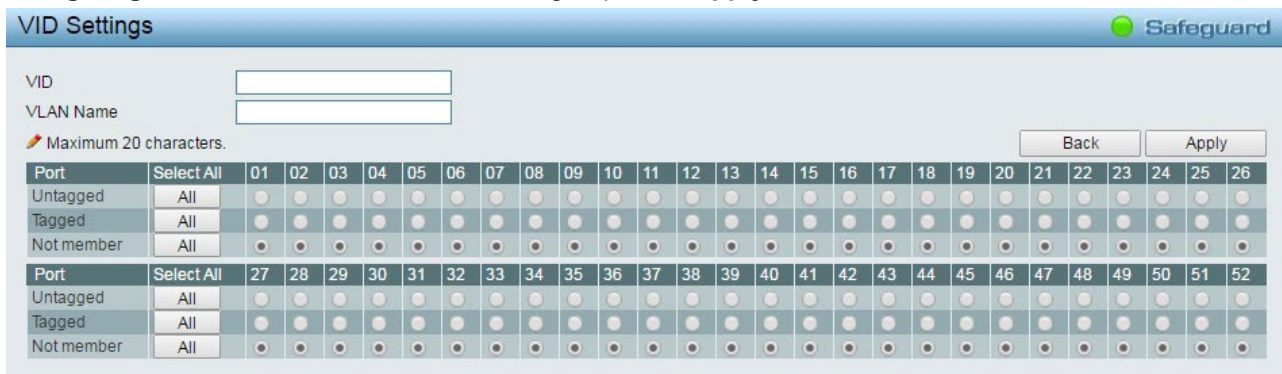 VID Settings Safeguard
VID
VLAN Name
Maximum 20 characters.
Back Apply
Port Select All 01 02 03 04 05 06 07 08 09 10 11 12 13 14 15 16 17 18 19 20 21 22 23 24 25 26
Untagged All
Tagged All
Not member All
Port Select All 27 28 29 30 31 32 33 34 35 36 37 38 39 40 41 42 43 44 45 46 47 48 49 50 51 52
Untagged All
Tagged All
Not member All